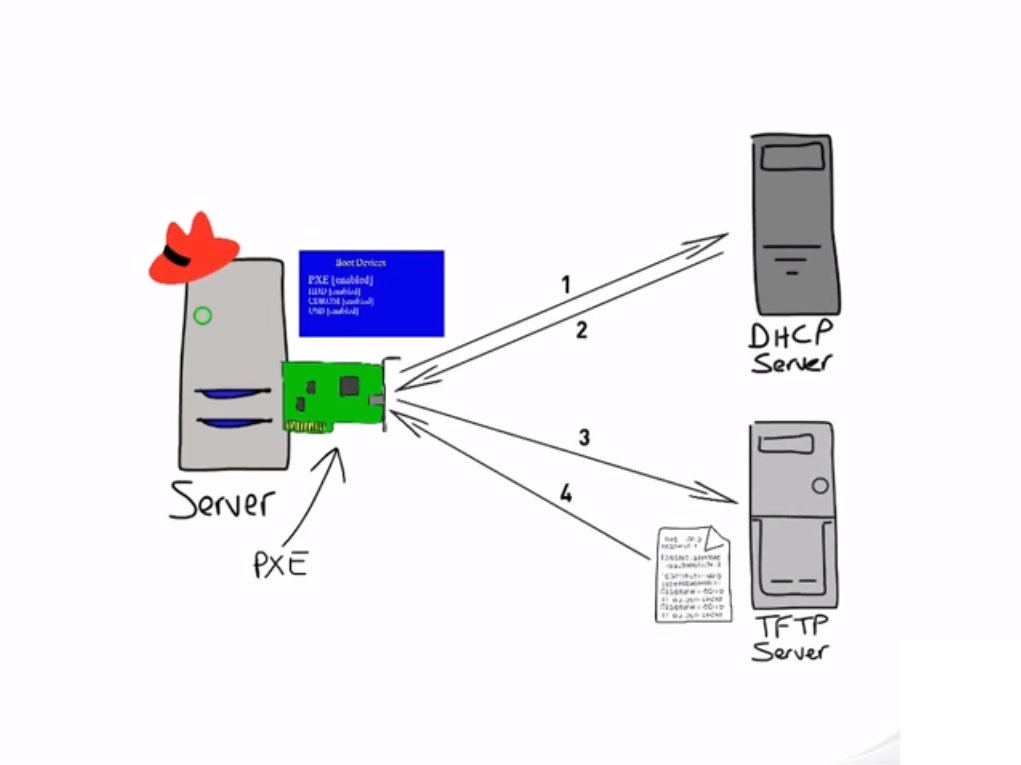 Boot Devices
PXE [enabled]
HDD [enabled]
CDROM [enabled]
USB [enabled]
1
2
DHCP
Server
3
4
Server
PXE
TFTP
Server